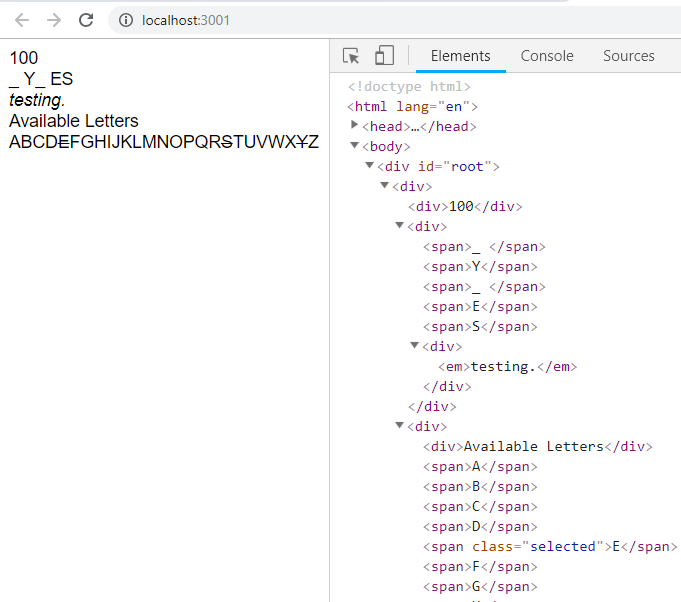 localhost:3001
100
_ Y_ ES
testing.
Available Letters
ABCDEFGHIJKLMNOPQRSTUVWXYZ
Elements Console Sources
<!doctype html>
<html lang="en">
<head>…</head>
<body>
<div id="root">
<div>
<div>100</div>
<div>
<span>_ </span>
<span>Y</span>
<span>_ </span>
<span>E</span>
<span>S</span>
<div>
<em>testing.</em>
</div>
</div>
<div>
<div>Available Letters</div>
<span>A</span>
<span>B</span>
<span>C</span>
<span>D</span>
<span class="selected">E</span>
<span>F</span>
<span>G</span>